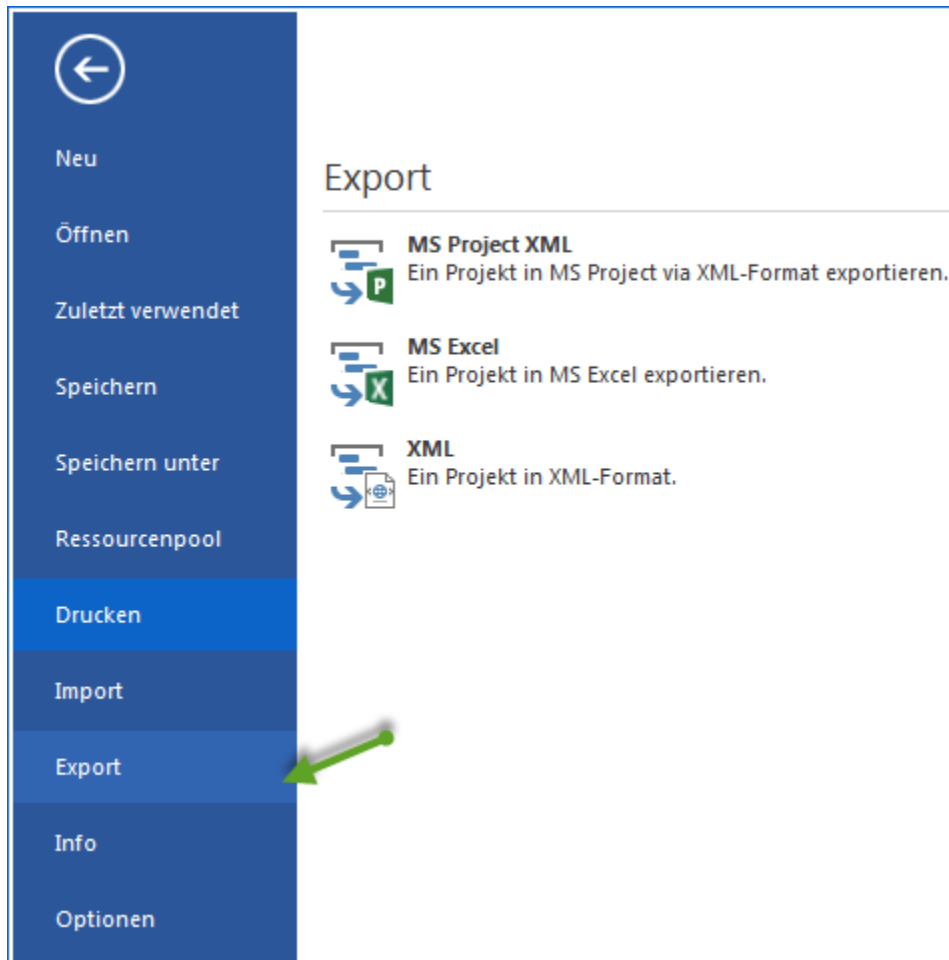 Neu
Öffnen
Zuletzt verwendet
Speichern
Speichern unter
Ressourcenpool
Drucken
Import
Export
Info
Optionen
Export
MS Project XML
Ein Projekt in MS Project via XML-Format exportieren.
MS Excel
Ein Projekt in MS Excel exportieren.
XML
Ein Projekt in XML-Format.